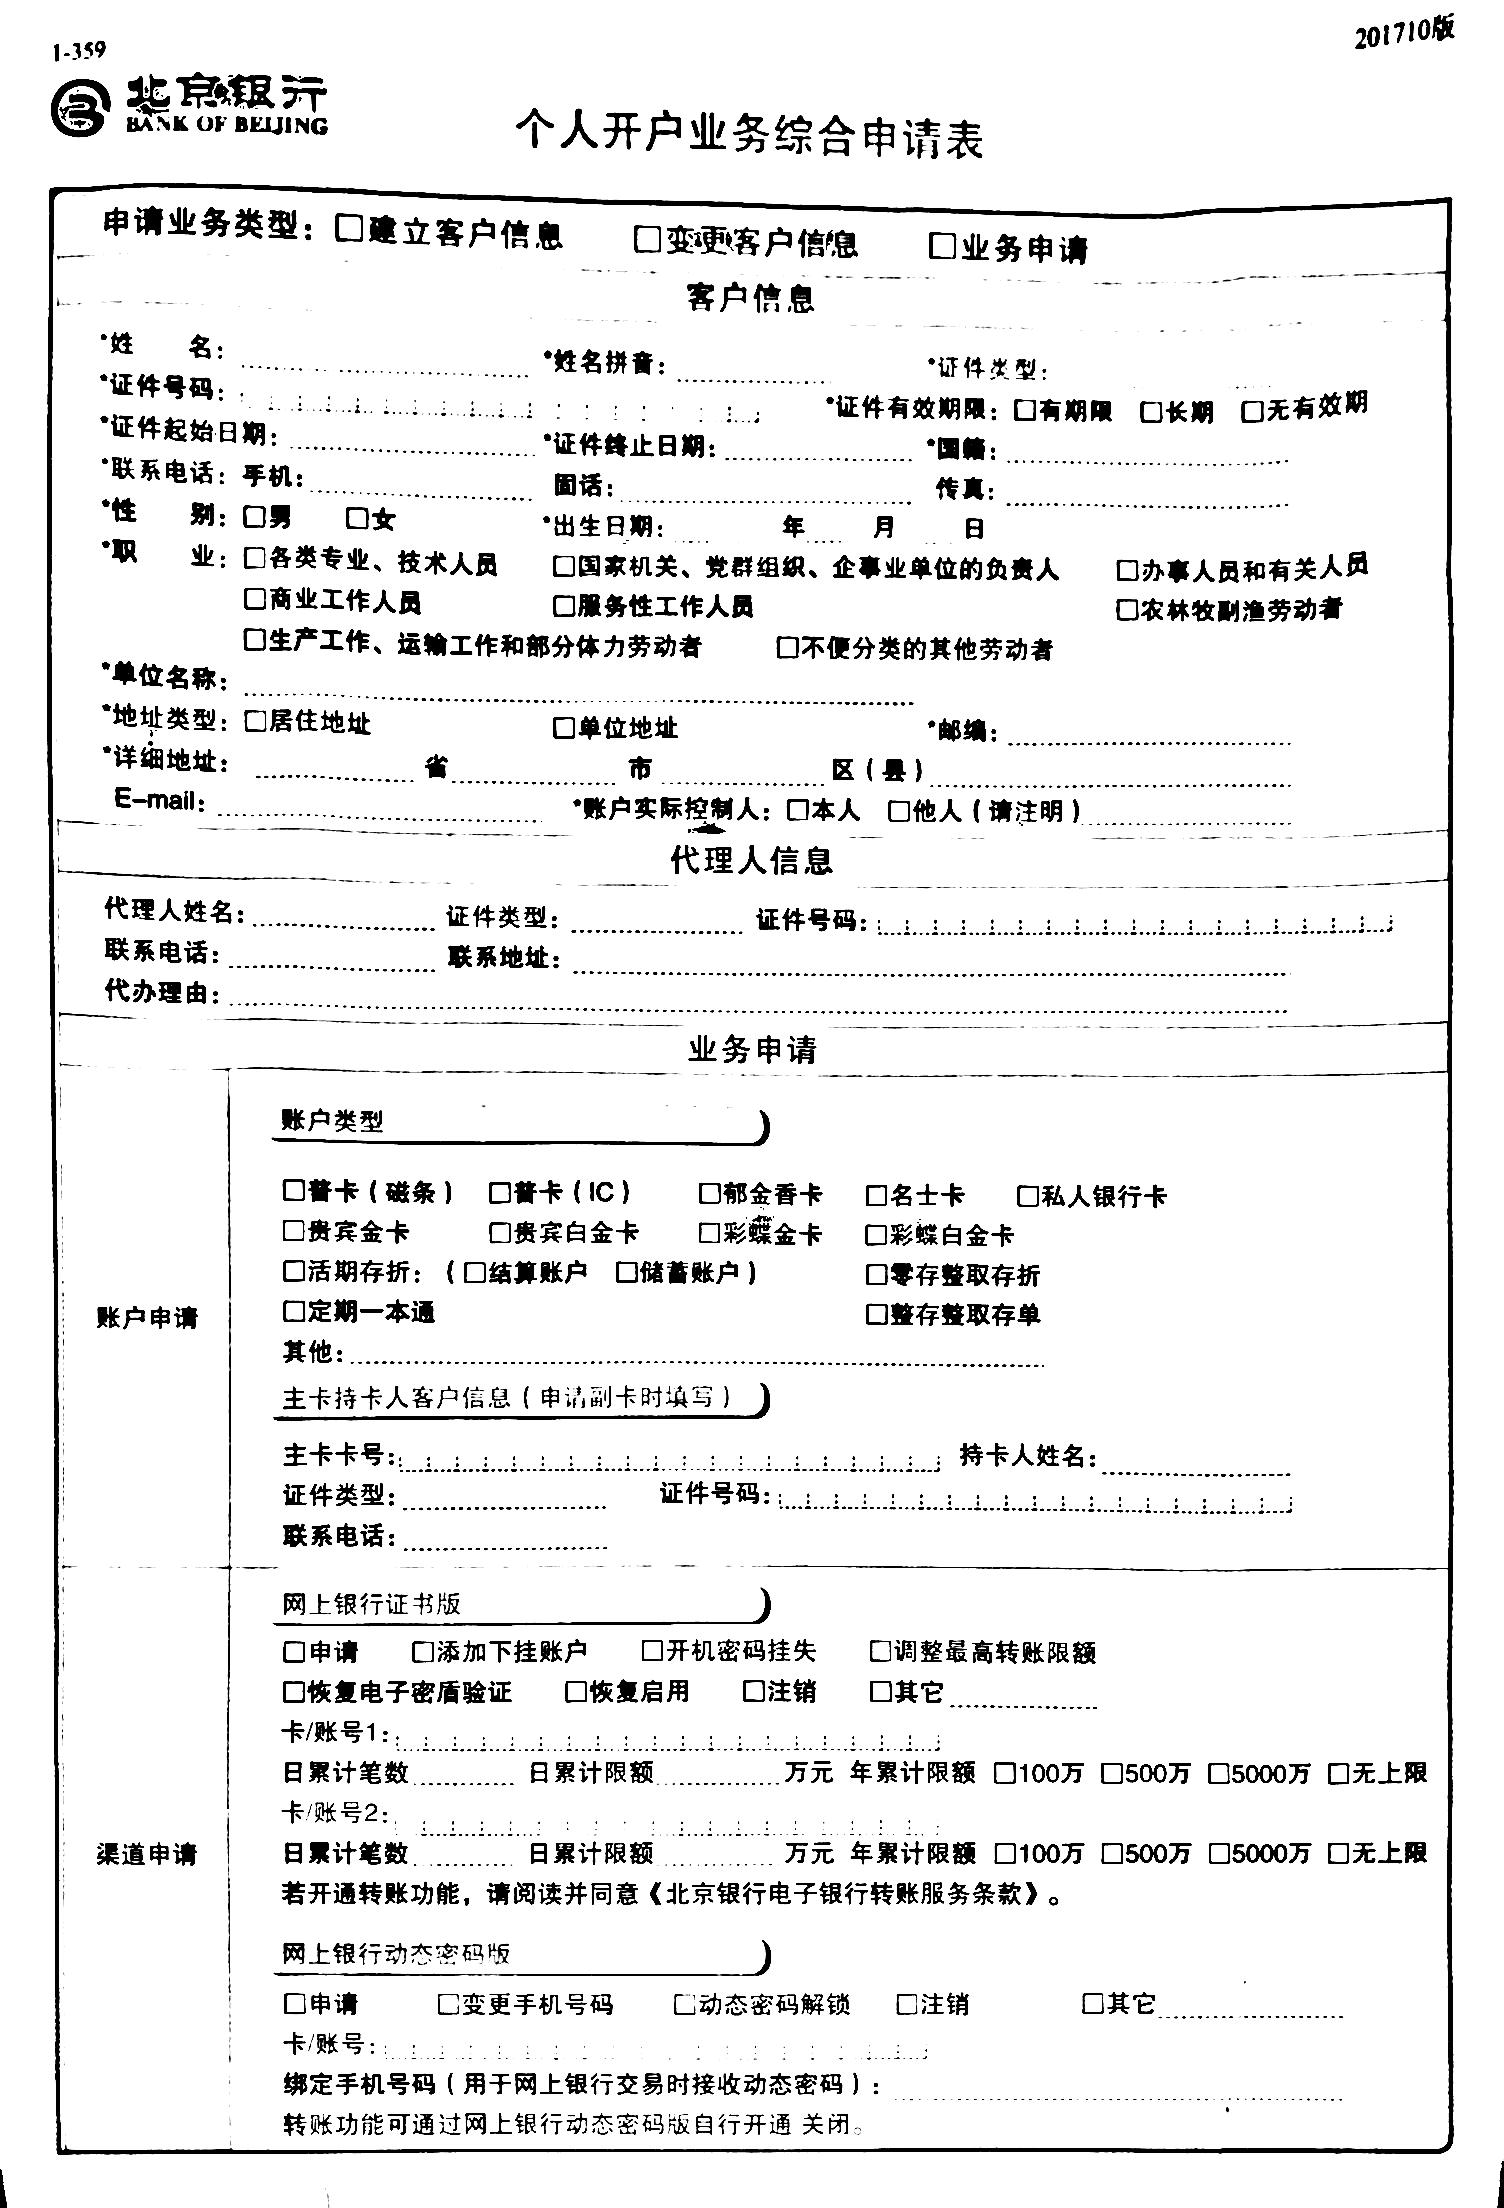 1-359
201710版
北京银行
BANK OF BEIJING
个人开户业务综合申请表
申请业务类型：□建立客户信息 □变更客户信息 □业务申请
客户信息
*姓 名： *姓名拼音： *证件类型：
*证件号码： *证件有效期限：□有期限 □长期 □无有效期
*证件起始日期： *证件终止日期： *国籍：
*联系电话：手机： 固话： 传真：
*性 别：□男 □女 *出生日期： 年 月 日
*职 业：□各类专业、技术人员 □国家机关、党群组织、企事业单位的负责人 □办事人员和有关人员
□商业工作人员 □服务性工作人员 □农林牧副渔劳动者
□生产工作、运输工作和部分体力劳动者 □不便分类的其他劳动者
*单位名称：
*地址类型：□居住地址 □单位地址 *邮编：
*详细地址： 省 市 区（县）
E-mail： *账户实际控制人：□本人 □他人（请注明）
代理人信息
代理人姓名： 证件类型： 证件号码：
联系电话： 联系地址：
代办理由：
业务申请
账户申请
账户类型
□普卡（磁条） □普卡（IC） □郁金香卡 □名士卡 □私人银行卡
□贵宾金卡 □贵宾白金卡 □彩蝶金卡 □彩蝶白金卡
□活期存折：（□结算账户 □储蓄账户） □零存整取存折
□定期一本通 □整存整取存单
其他：
主卡持卡人客户信息（申请副卡时填写）
主卡卡号： 持卡人姓名：
证件类型： 证件号码：
联系电话：
渠道申请
网上银行证书版
□申请 □添加下挂账户 □开机密码挂失 □调整最高转账限额
□恢复电子密盾验证 □恢复启用 □注销 □其它
卡/账号1：
日累计笔数 日累计限额 万元 年累计限额 □100万 □500万 □5000万 □无上限
卡/账号2：
日累计笔数 日累计限额 万元 年累计限额 □100万 □500万 □5000万 □无上限
若开通转账功能，请阅读并同意《北京银行电子银行转账服务条款》。
网上银行动态密码版
□申请 □变更手机号码 □动态密码解锁 □注销 □其它
卡/账号：
绑定手机号码（用于网上银行交易时接收动态密码）：
转账功能可通过网上银行动态密码版自行开通 关闭。